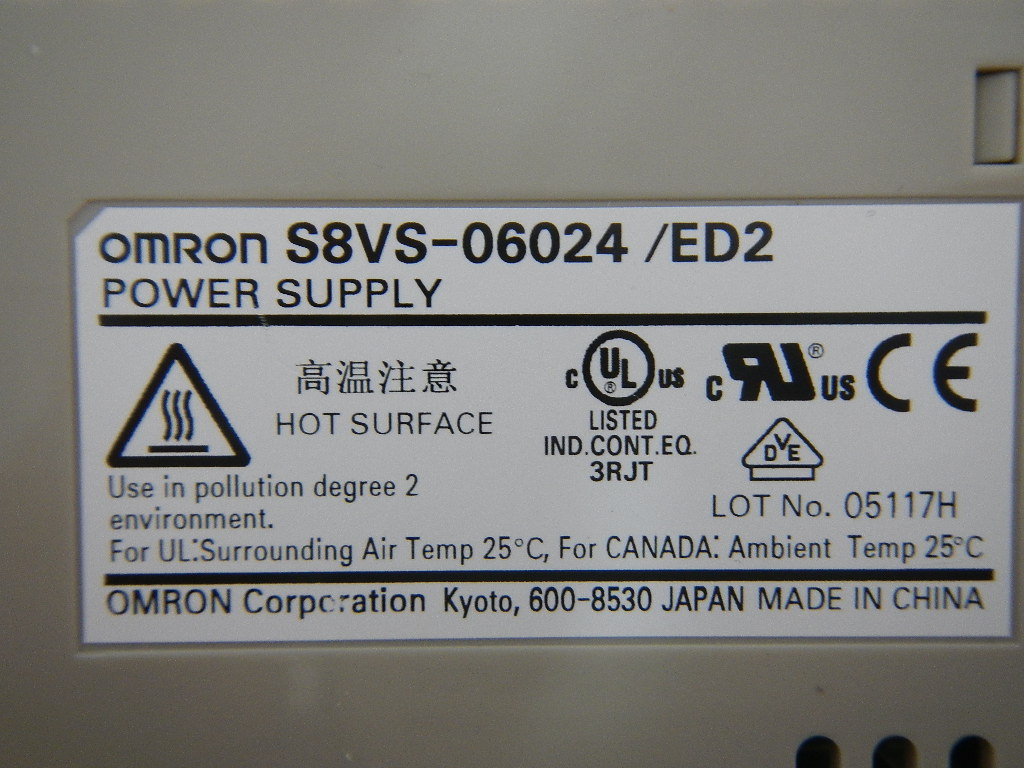 OMRON S8VS-06024 /ED2
POWER SUPPLY
高温注意
HOT SURFACE
C UL ® US
LISTED
IND.CONT.EQ.
3RJT
C RU ® US
CE
DVE
Use in pollution degree 2
environment.
LOT No. 05117H
For UL:Surrounding Air Temp 25°C, For CANADA: Ambient Temp 25°C
OMRON Corporation Kyoto, 600-8530 JAPAN MADE IN CHINA